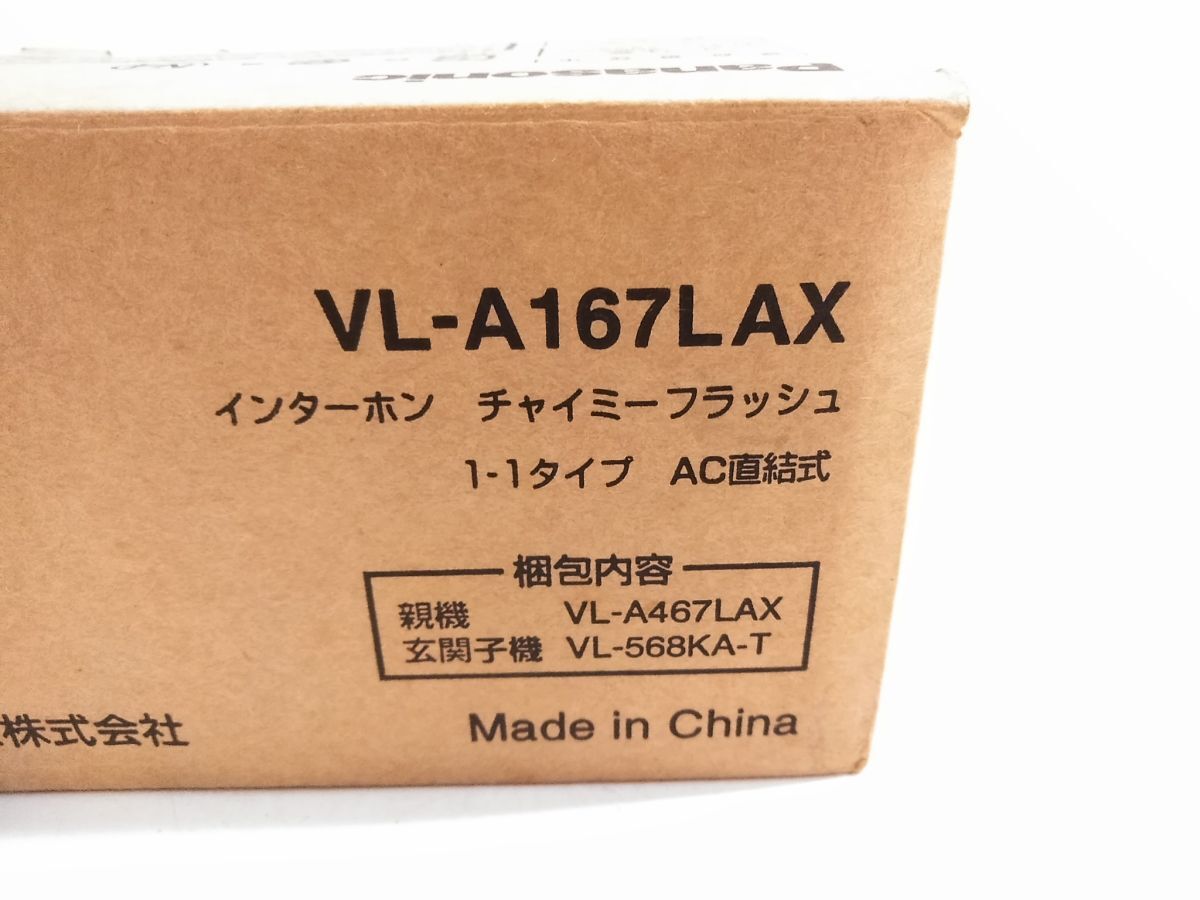 Panasonic
VL-A167LAX
インターホン チャイミーフラッシュ
1-1タイプ AC直結式
梱包内容
親機 VL-A467LAX
玄関子機 VL-568KA-T
株式会社
Made in China